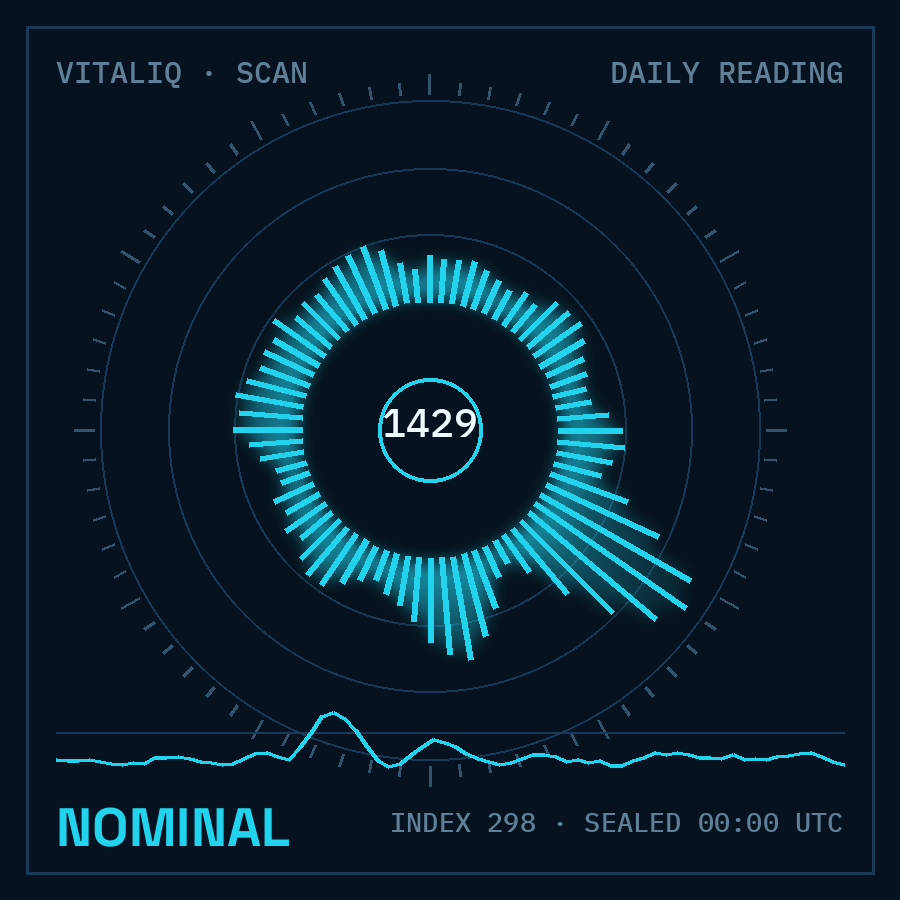 VITALIQ · SCAN
DAILY READING
1429
NOMINAL
INDEX 298 · SEALED 00:00 UTC